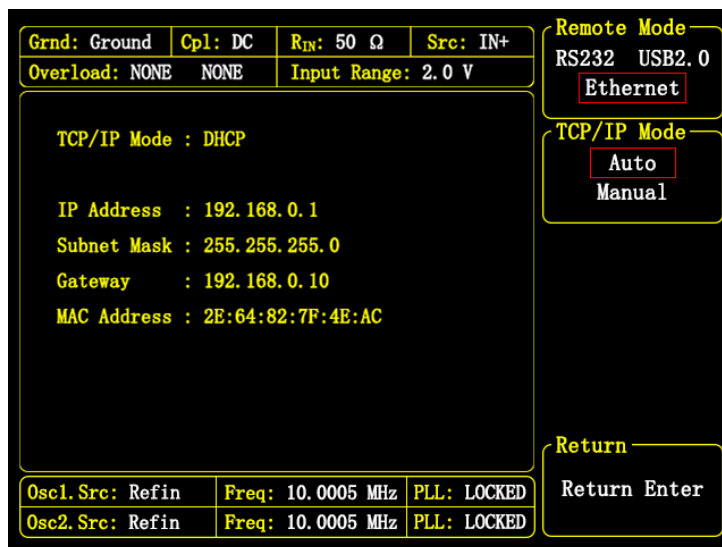 Grnd: Ground Cpl: DC RIN: 50 Ω Src: IN+
Overload: NONE NONE Input Range: 2.0 V
TCP/IP Mode : DHCP
IP Address : 192.168.0.1
Subnet Mask : 255.255.255.0
Gateway : 192.168.0.10
MAC Address : 2E:64:82:7F:4E:AC
Osc1.Src: Refin Freq: 10.0005 MHz PLL: LOCKED
Osc2.Src: Refin Freq: 10.0005 MHz PLL: LOCKED
Remote Mode
RS232 USB2.0
Ethernet
TCP/IP Mode
Auto
Manual
Return
Return Enter